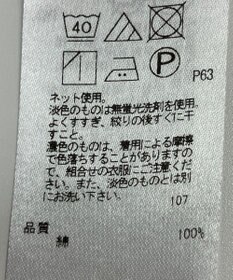 40
P
P63
ネット使用。
淡色のものは無蛍光洗剤を使用。
よくすすぎ、絞りの後すぐに干
すこと。
濃色のものは、着用による摩擦
で色落ちすることがありますの
で、組合せの衣服にご注意くだ
さい。また、淡色のものとは別
にお洗い下さい。
107
品質
綿 100%